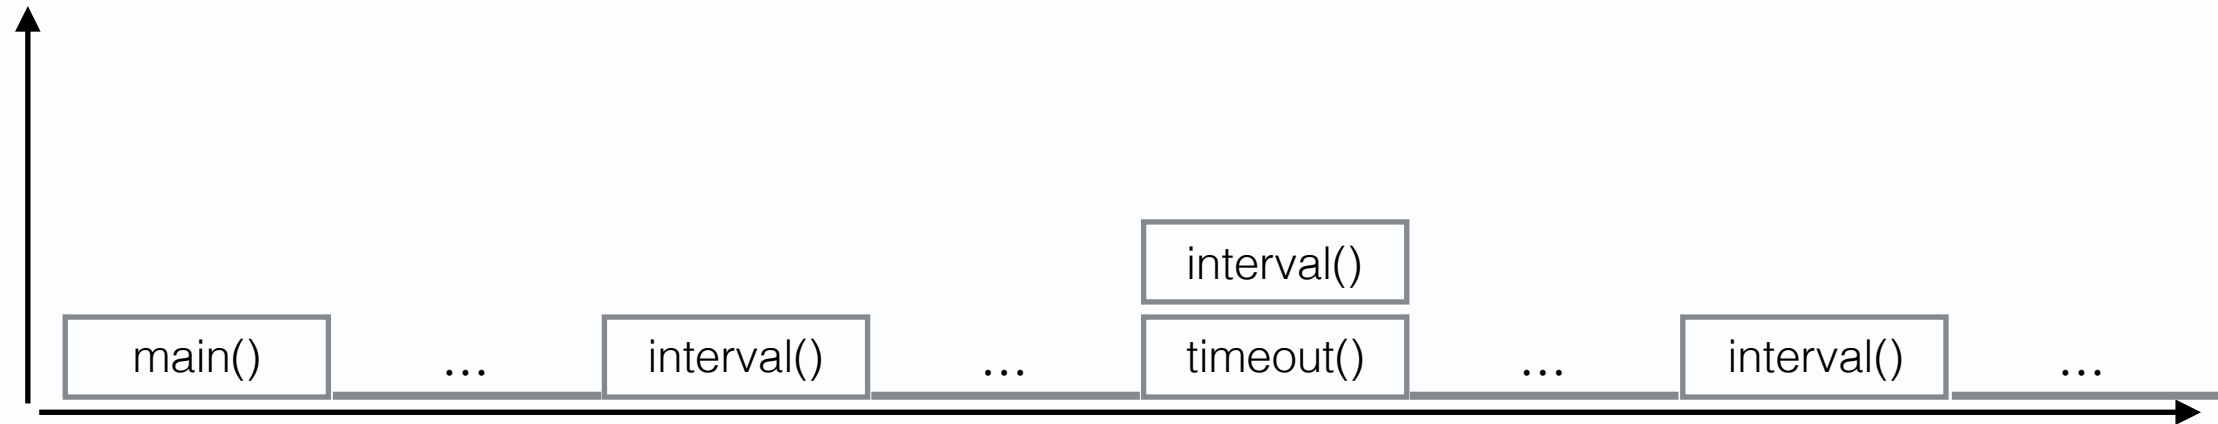 interval()
main() ... interval() ... timeout() ... interval() ...